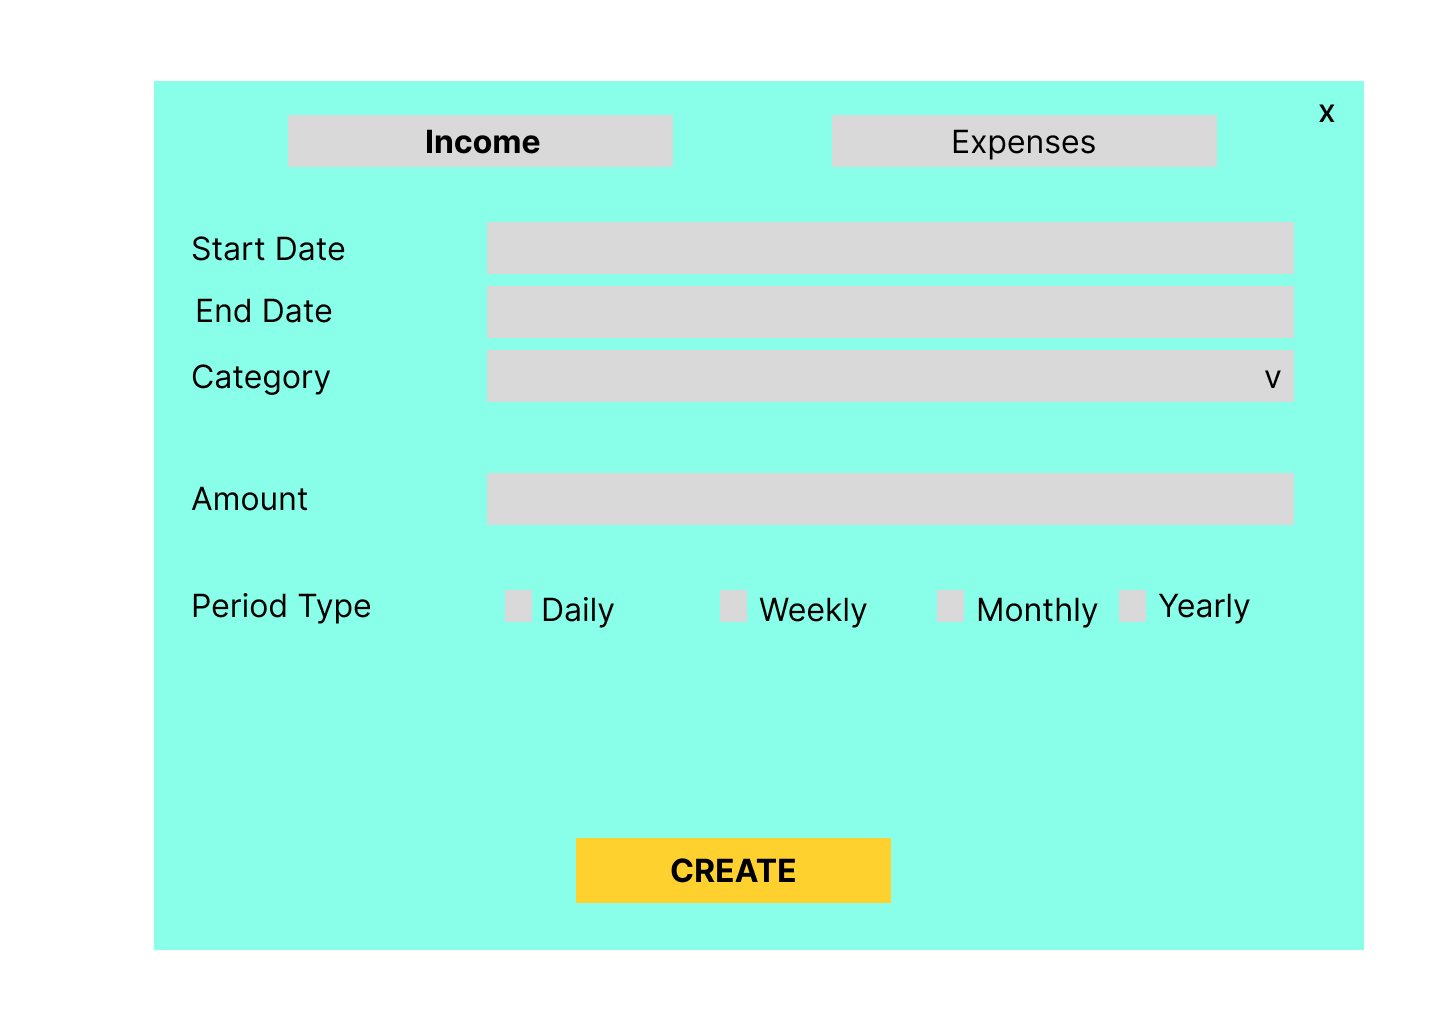 x
Income Expenses
Start Date
End Date
Category v
Amount
Period Type Daily Weekly Monthly Yearly
CREATE